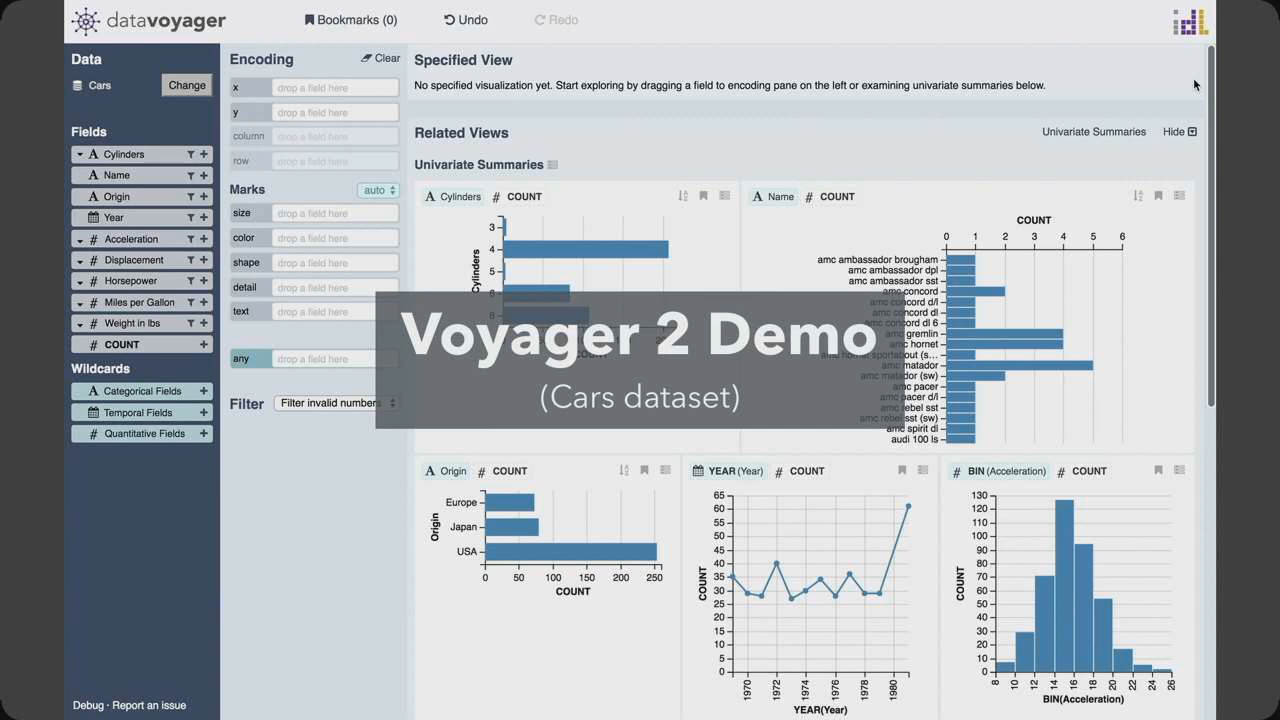 datavoyager
Bookmarks (0)
Undo
Redo
Data
Cars
Change
Fields
A Cylinders
A Name
A Origin
Year
# Acceleration
# Displacement
# Horsepower
# Miles per Gallon
# Weight in lbs
# COUNT
Wildcards
A Categorical Fields
Temporal Fields
# Quantitative Fields
Debug · Report an issue
Encoding
Clear
x drop a field here
y drop a field here
column drop a field here
row drop a field here
Marks
auto
size drop a field here
color drop a field here
shape drop a field here
detail drop a field here
text drop a field here
any drop a field here
Filter
Filter invalid numbers
Specified View
No specified visualization yet. Start exploring by dragging a field to encoding pane on the left or examining univariate summaries below.
Related Views
Univariate Summaries
Hide
Univariate Summaries
A Cylinders # COUNT
3
4
5
6
8
Cylinders
A Name # COUNT
COUNT
0 1 2 3 4 5 6
amc ambassador brougham
amc ambassador dpl
amc ambassador sst
amc concord
amc concord d/l
amc concord dl
amc concord dl 6
amc gremlin
amc hornet
amc hornet sportabout (s...
amc matador
amc matador (sw)
amc pacer
amc pacer d/l
amc rebel sst
amc rebel sst (sw)
amc spirit dl
audi 100 ls
Voyager 2 Demo
(Cars dataset)
A Origin # COUNT
Europe
Japan
USA
Origin
0 50 100 150 200 250
COUNT
YEAR (Year) # COUNT
65
60
55
50
45
40
35
30
25
20
15
10
5
0
COUNT
1970 1972 1974 1976 1978 1980
YEAR(Year)
# BIN (Acceleration) # COUNT
130
120
110
100
90
80
70
60
50
40
30
20
10
0
COUNT
8 10 12 14 16 18 20 22 24 26
BIN(Acceleration)